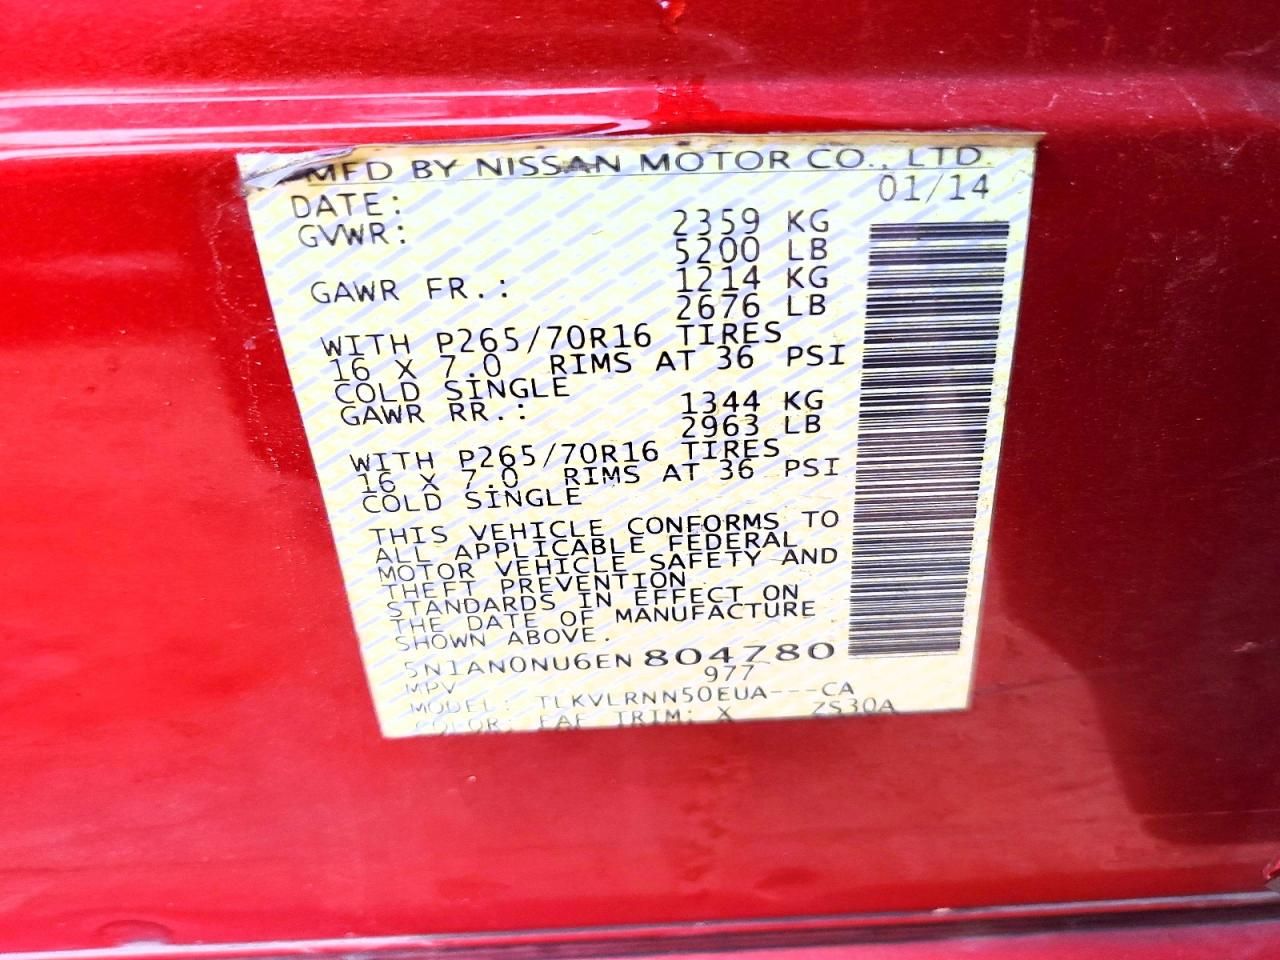 MFD BY NISSAN MOTOR CO., LTD.
DATE: 01/14
GVWR: 2359 KG
5200 LB
GAWR FR.: 1214 KG
2676 LB
WITH P265/70R16 TIRES
16 X 7.0 RIMS AT 36 PSI
COLD SINGLE
GAWR RR.: 1344 KG
2963 LB
WITH P265/70R16 TIRES
16 X 7.0 RIMS AT 36 PSI
COLD SINGLE
THIS VEHICLE CONFORMS TO
ALL APPLICABLE FEDERAL
MOTOR VEHICLE SAFETY AND
THEFT PREVENTION
STANDARDS IN EFFECT ON
THE DATE OF MANUFACTURE
SHOWN ABOVE.
5N1AN0NU6EN 804780
977
MPV
MODEL: TLKVLRNN50EUA---CA
COLOR: EAF TRIM: X ZS30A